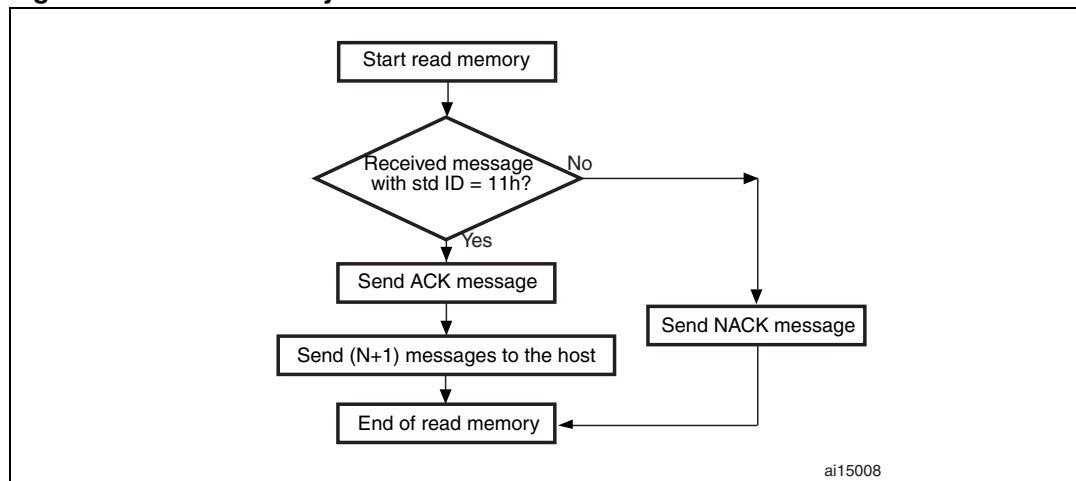 Start read memory
Received message
with std ID = 11h?
No
Yes
Send ACK message
Send NACK message
Send (N+1) messages to the host
End of read memory
ai15008